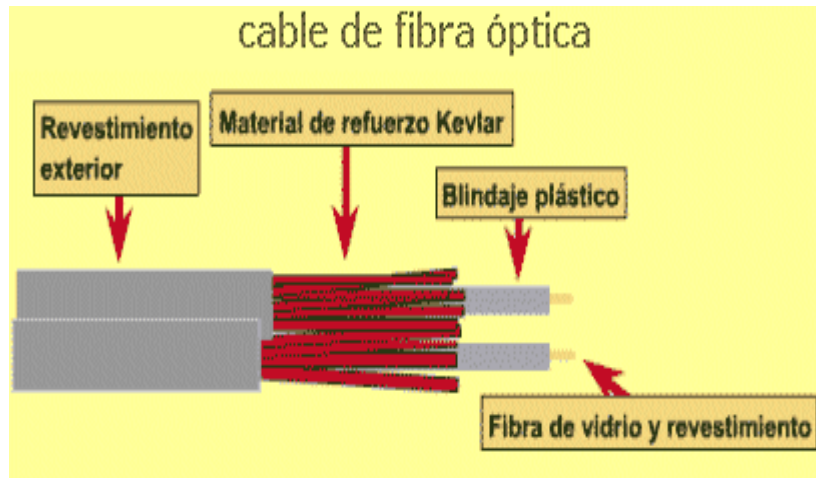 cable de fibra óptica
Revestimiento
exterior
Material de refuerzo Kevlar
Blindaje plástico
Fibra de vidrio y revestimiento